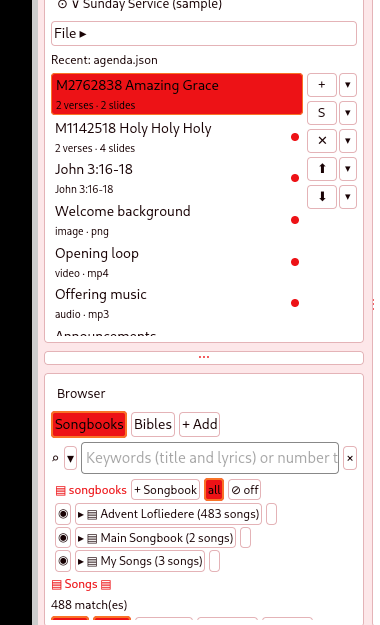 ⊙ ∨ Sunday Service (sample)
File ▸
Recent: agenda.json
M2762838 Amazing Grace
2 verses · 2 slides
+ ▾
M1142518 Holy Holy Holy
2 verses · 4 slides
S ▾
✕ ▾
John 3:16-18
John 3:16-18
⬆ ▾
⬇ ▾
Welcome background
image · png
Opening loop
video · mp4
Offering music
audio · mp3
Announcements
...
Browser
Songbooks Bibles + Add
⌕ ▾ Keywords (title and lyrics) or number t ×
▤ songbooks + Songbook all ⊘ off
◉ ▸ ▤ Advent Lofliedere (483 songs)
◉ ▸ ▤ Main Songbook (2 songs)
◉ ▸ ▤ My Songs (3 songs)
▤ Songs ▤
488 match(es)